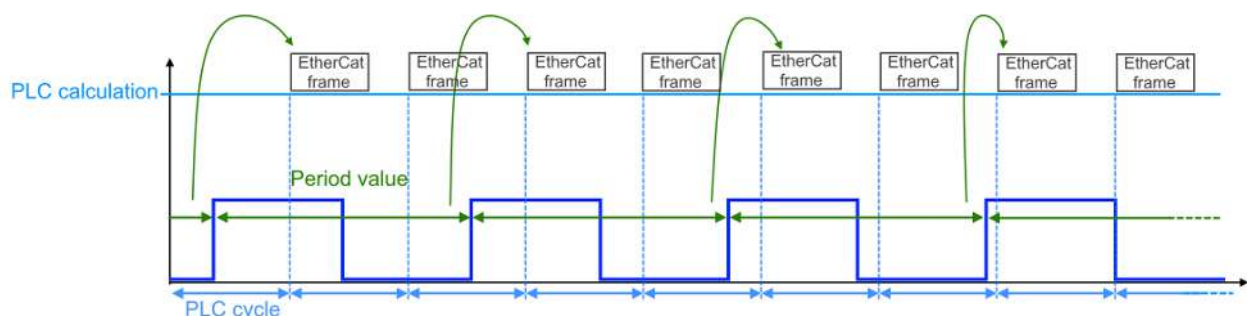 EtherCat
frame
EtherCat
frame
EtherCat
frame
EtherCat
frame
EtherCat
frame
EtherCat
frame
EtherCat
frame
EtherCat
frame
PLC calculation
Period value
PLC cycle